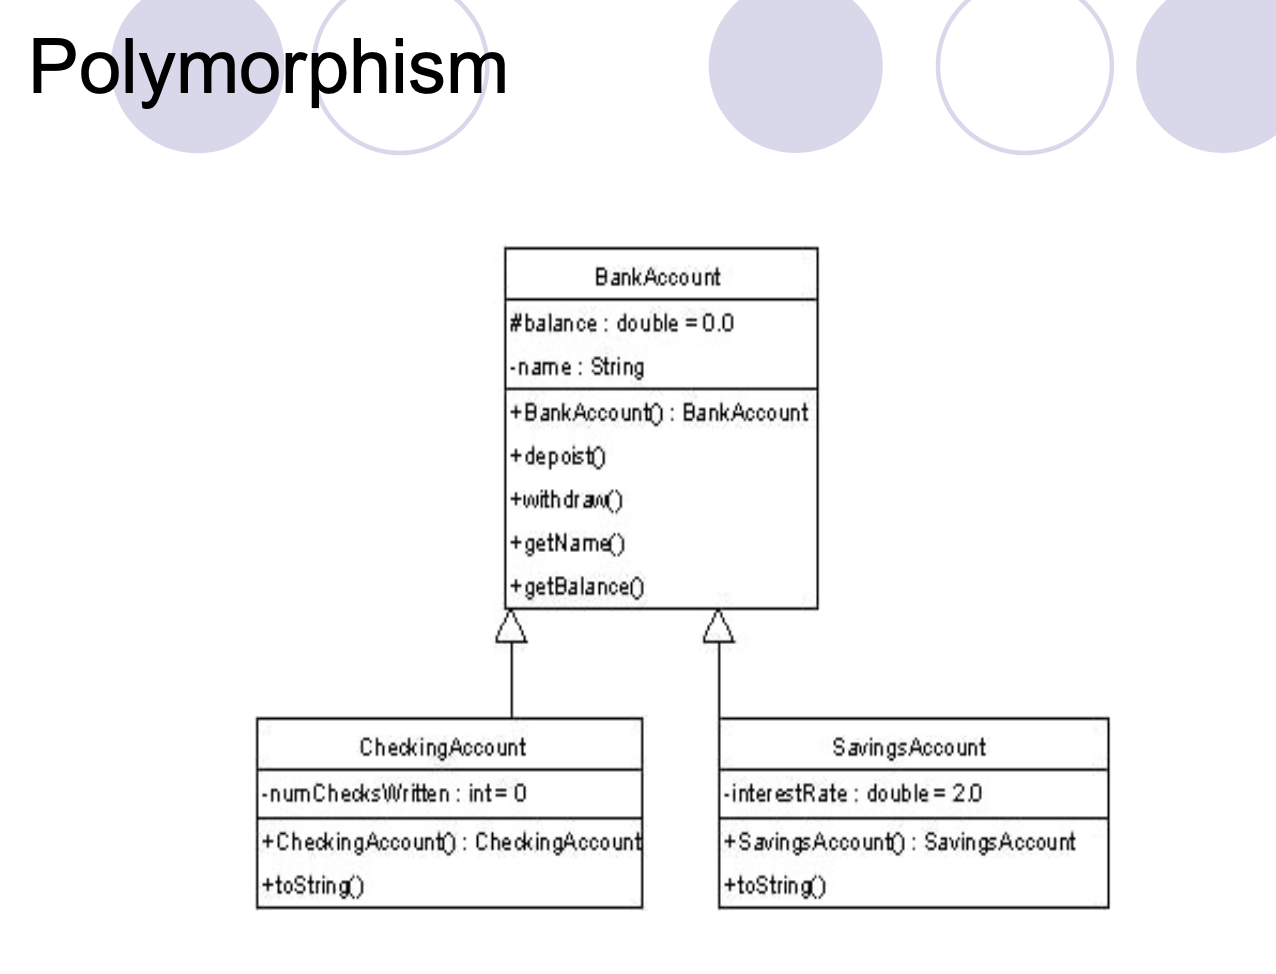 Polymorphism
BankAccount
#balance : double = 0.0
-name : String
+BankAccount() : BankAccount
+depoist()
+withdraw()
+getName()
+getBalance()
CheckingAccount
-numChecksWritten : int = 0
+CheckingAccount() : CheckingAccount
+toString()
SavingsAccount
-interestRate : double = 2.0
+SavingsAccount() : SavingsAccount
+toString()